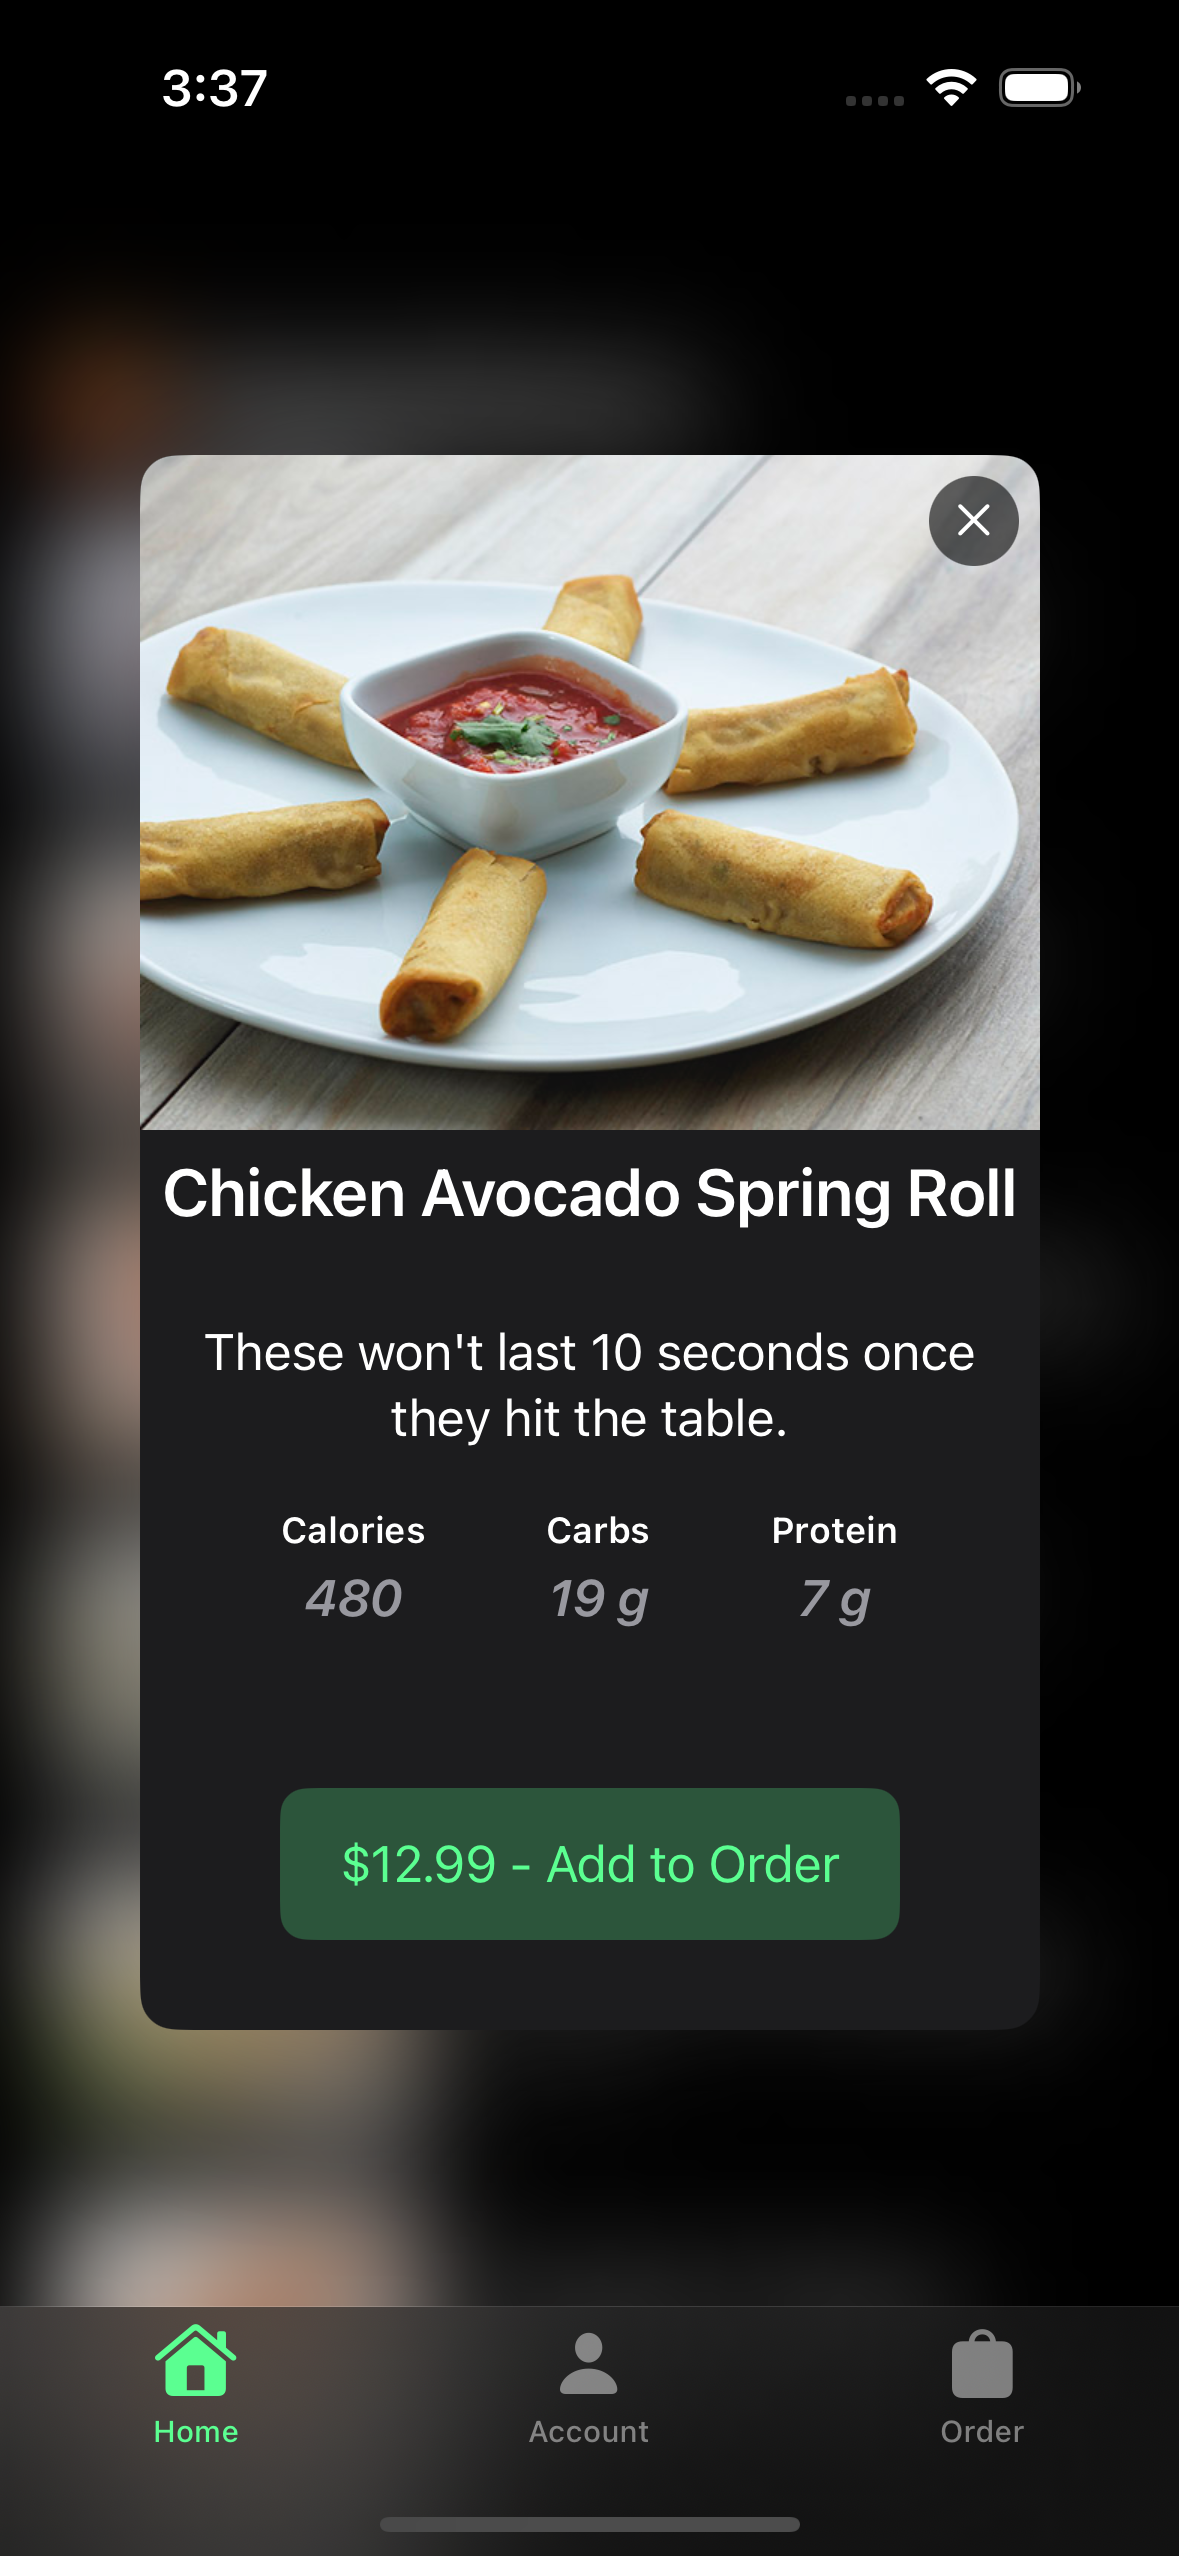 3:37
Chicken Avocado Spring Roll
These won't last 10 seconds once
they hit the table.
Calories Carbs Protein
480 19 g 7 g
$12.99 - Add to Order
Home Account Order